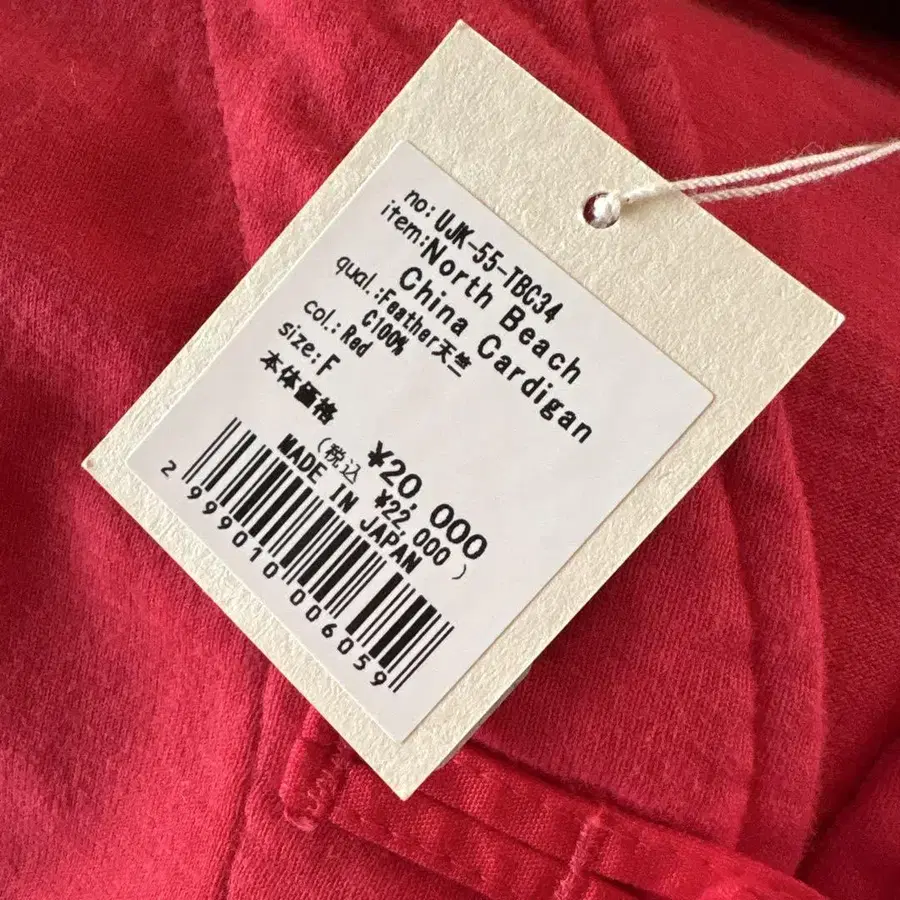 no: UJK-55-TBC34
item: North Beach
China Cardigan
qual.: Feather天竺
C100%
col.: Red
size: F
本体価格
¥20,000
(税込 ¥22,000)
MADE IN JAPAN
2 999010 006059